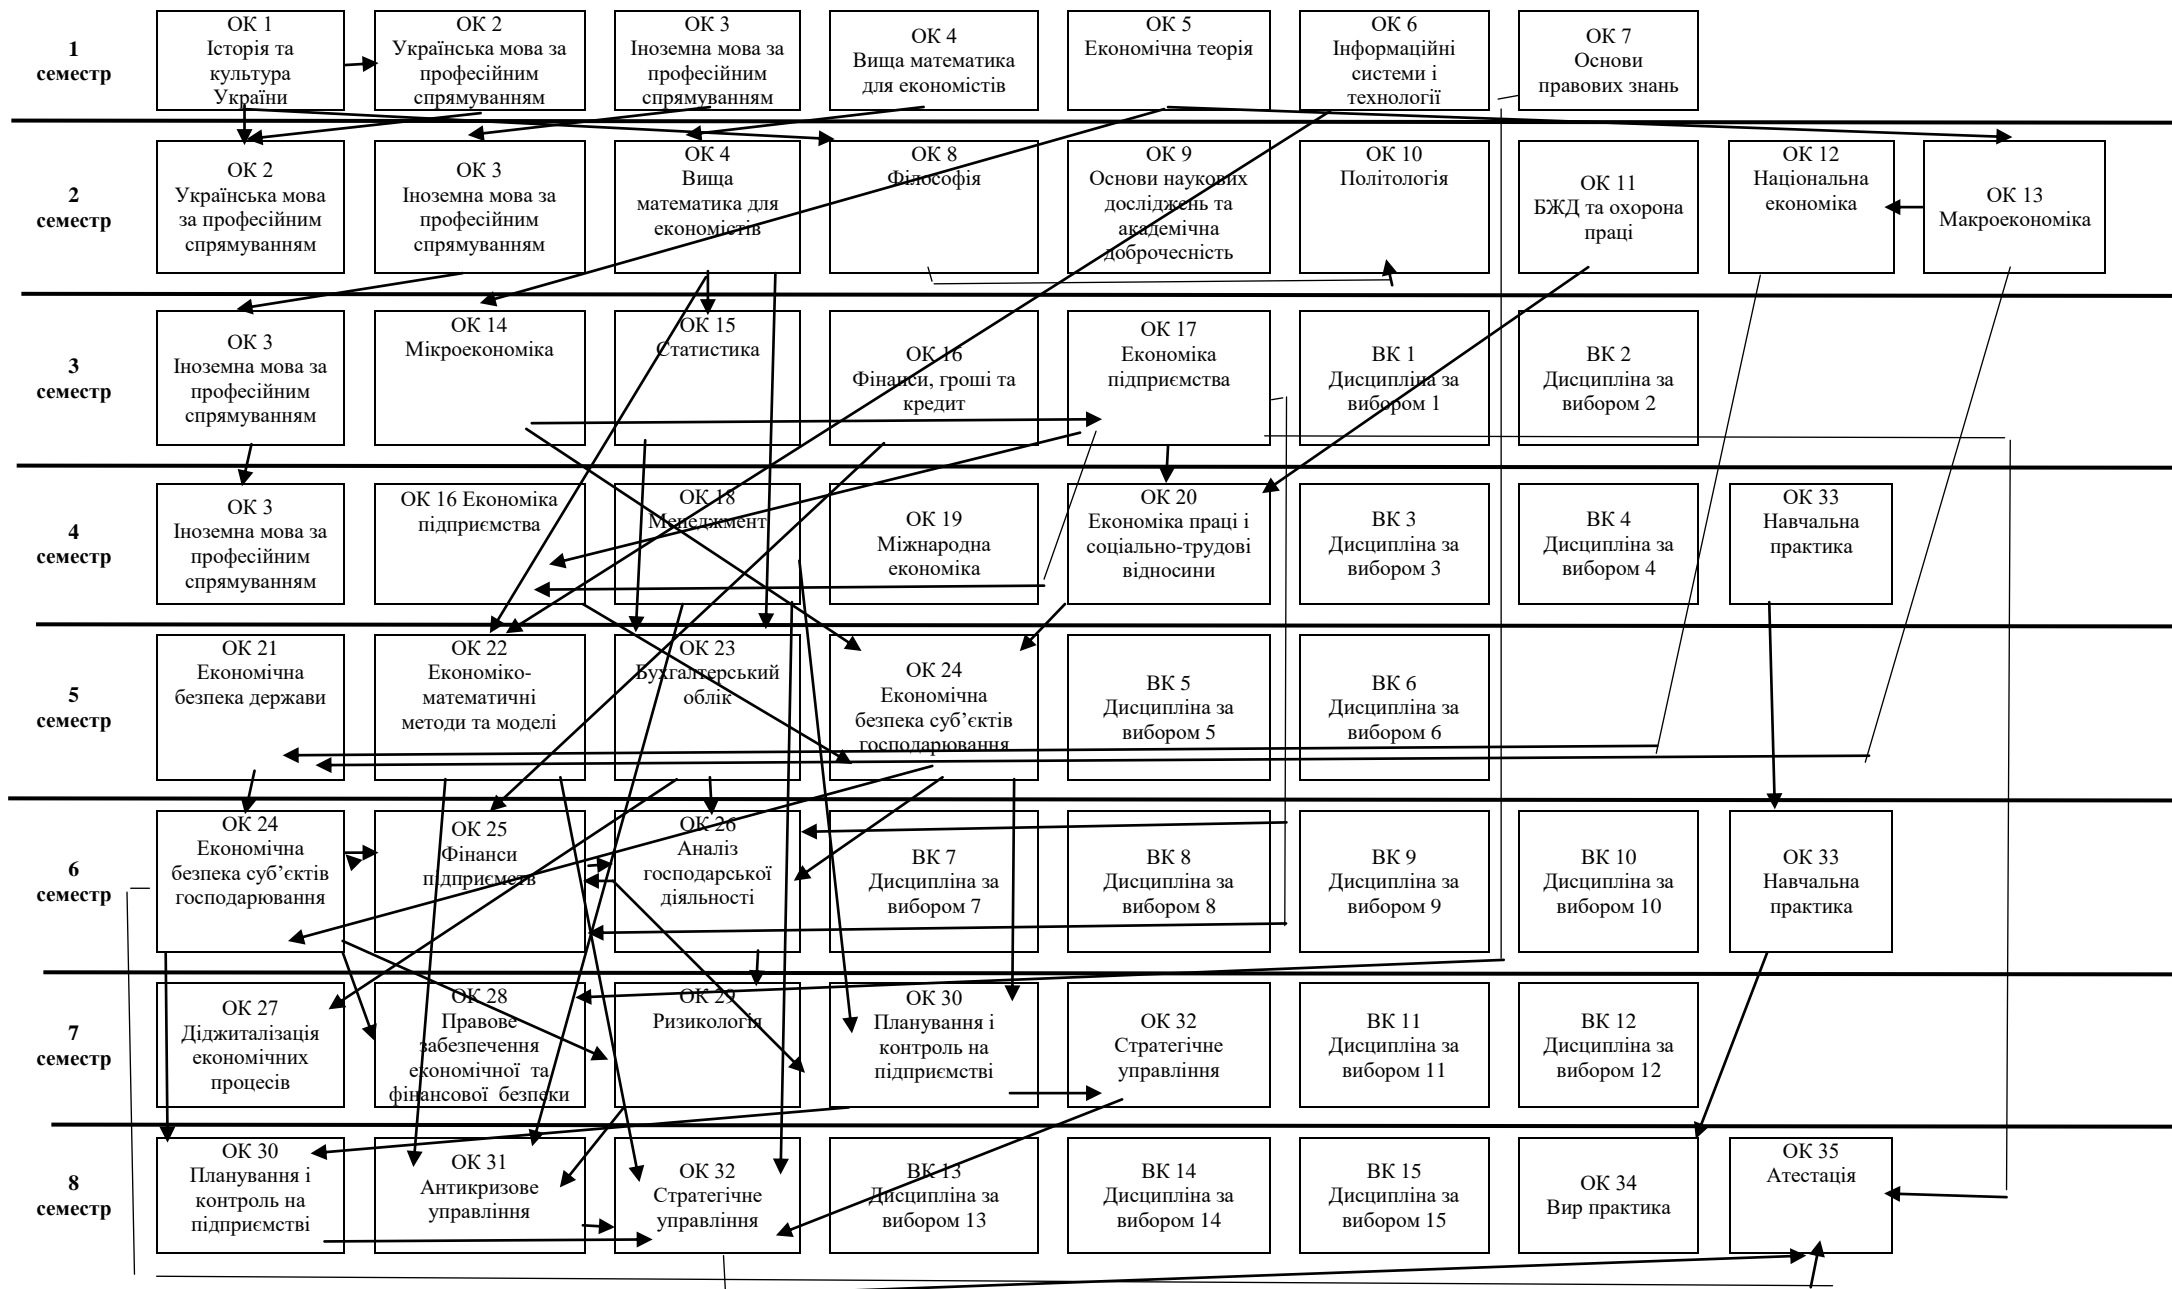 1
семестр
ОК 1
Історія та
культура
України
ОК 2
Українська мова за
професійним
спрямуванням
ОК 3
Іноземна мова за
професійним
спрямуванням
ОК 4
Вища математика
для економістів
ОК 5
Економічна теорія
ОК 6
Інформаційні
системи і
технології
ОК 7
Основи
правових знань
2
семестр
ОК 2
Українська мова
за професійним
спрямуванням
ОК 3
Іноземна мова за
професійним
спрямуванням
ОК 4
Вища
математика для
економістів
ОК 8
Філософія
ОК 9
Основи наукових
досліджень та
академічна
доброчесність
ОК 10
Політологія
ОК 11
БЖД та охорона
праці
ОК 12
Національна
економіка
ОК 13
Макроекономіка
3
семестр
ОК 3
Іноземна мова за
професійним
спрямуванням
ОК 14
Мікроекономіка
ОК 15
Статистика
ОК 16
Фінанси, гроші та
кредит
ОК 17
Економіка
підприємства
ВК 1
Дисципліна за
вибором 1
ВК 2
Дисципліна за
вибором 2
4
семестр
ОК 3
Іноземна мова за
професійним
спрямуванням
ОК 16 Економіка
підприємства
ОК 18
Менеджмент
ОК 19
Міжнародна
економіка
ОК 20
Економіка праці і
соціально-трудові
відносини
ВК 3
Дисципліна за
вибором 3
ВК 4
Дисципліна за
вибором 4
ОК 33
Навчальна
практика
5
семестр
ОК 21
Економічна
безпека держави
ОК 22
Економіко-
математичні
методи та моделі
ОК 23
Бухгалтерський
облік
ОК 24
Економічна
безпека суб’єктів
господарювання
ВК 5
Дисципліна за
вибором 5
ВК 6
Дисципліна за
вибором 6
6
семестр
ОК 24
Економічна
безпека суб’єктів
господарювання
ОК 25
Фінанси
підприємств
ОК 26
Аналіз
господарської
діяльності
ВК 7
Дисципліна за
вибором 7
ВК 8
Дисципліна за
вибором 8
ВК 9
Дисципліна за
вибором 9
ВК 10
Дисципліна за
вибором 10
ОК 33
Навчальна
практика
7
семестр
ОК 27
Діджиталізація
економічних
процесів
ОК 28
Правове
забезпечення
економічної та
фінансової безпеки
ОК 29
Ризикологія
ОК 30
Планування і
контроль на
підприємстві
ОК 32
Стратегічне
управління
ВК 11
Дисципліна за
вибором 11
ВК 12
Дисципліна за
вибором 12
8
семестр
ОК 30
Планування і
контроль на
підприємстві
ОК 31
Антикризове
управління
ОК 32
Стратегічне
управління
ВК 13
Дисципліна за
вибором 13
ВК 14
Дисципліна за
вибором 14
ВК 15
Дисципліна за
вибором 15
ОК 34
Вир практика
ОК 35
Атестація